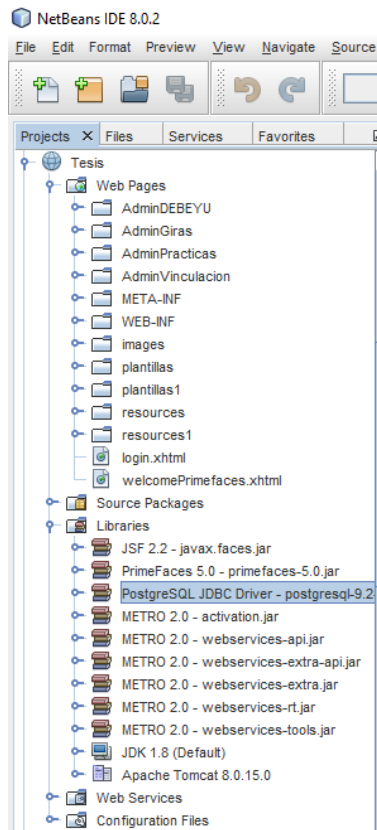 NetBeans IDE 8.0.2
File Edit Format Preview View Navigate Source
Projects Files Services Favorites
Tesis
Web Pages
AdminDEBEYU
AdminGiras
AdminPracticas
AdminVinculacion
META-INF
WEB-INF
images
plantillas
plantillas1
resources
resources1
login.xhtml
welcomePrimefaces.xhtml
Source Packages
Libraries
JSF 2.2 - javax.faces.jar
PrimeFaces 5.0 - primefaces-5.0.jar
PostgreSQL JDBC Driver - postgresql-9.2-
METRO 2.0 - activation.jar
METRO 2.0 - webservices-api.jar
METRO 2.0 - webservices-extra-api.jar
METRO 2.0 - webservices-extra.jar
METRO 2.0 - webservices-rt.jar
METRO 2.0 - webservices-tools.jar
JDK 1.8 (Default)
Apache Tomcat 8.0.15.0
Web Services
Configuration Files